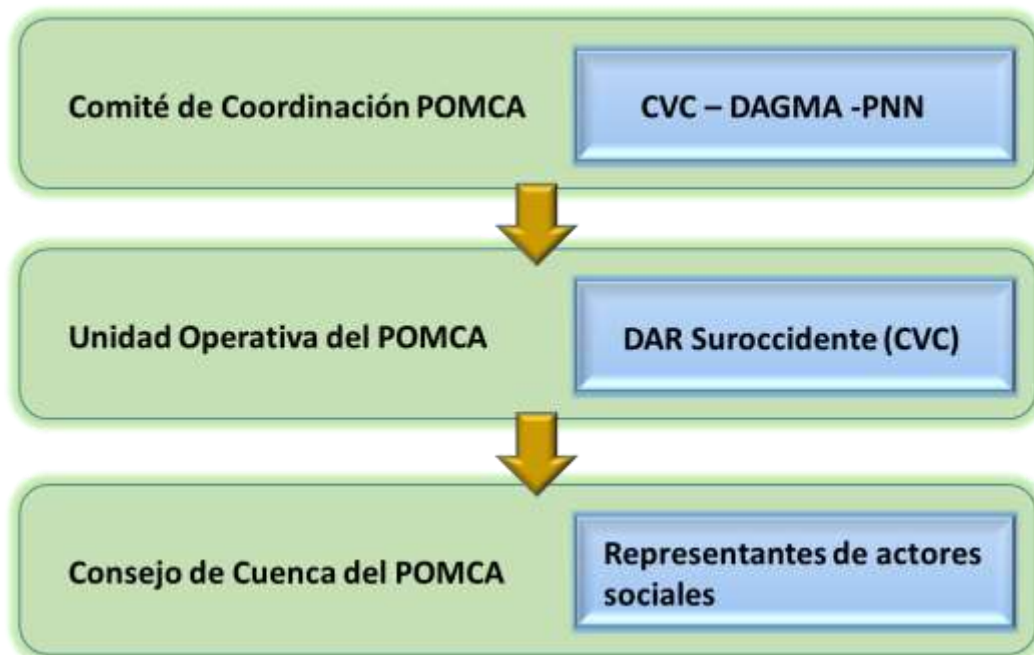 Comité de Coordinación POMCA
CVC – DAGMA -PNN
Unidad Operativa del POMCA
DAR Suroccidente (CVC)
Consejo de Cuenca del POMCA
Representantes de actores
sociales